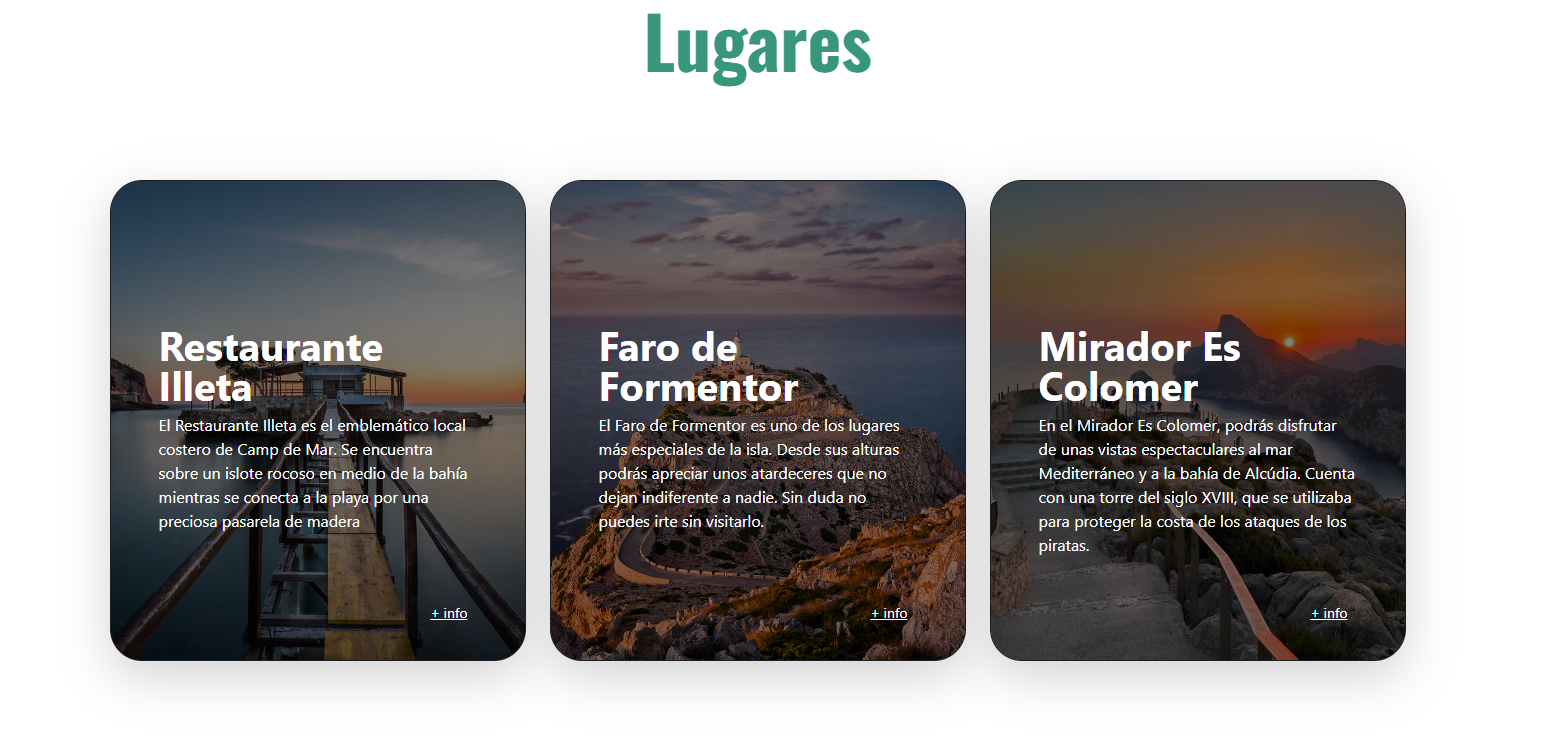 Lugares
Restaurante
Illeta
El Restaurante Illeta es el emblemático local
costero de Camp de Mar. Se encuentra
sobre un islote rocoso en medio de la bahía
mientras se conecta a la playa por una
preciosa pasarela de madera
+ info
Faro de
Formentor
El Faro de Formentor es uno de los lugares
más especiales de la isla. Desde sus alturas
podrás apreciar unos atardeceres que no
dejan indiferente a nadie. Sin duda no
puedes irte sin visitarlo.
+ info
Mirador Es
Colomer
En el Mirador Es Colomer, podrás disfrutar
de unas vistas espectaculares al mar
Mediterráneo y a la bahía de Alcúdia. Cuenta
con una torre del siglo XVIII, que se utilizaba
para proteger la costa de los ataques de los
piratas.
+ info